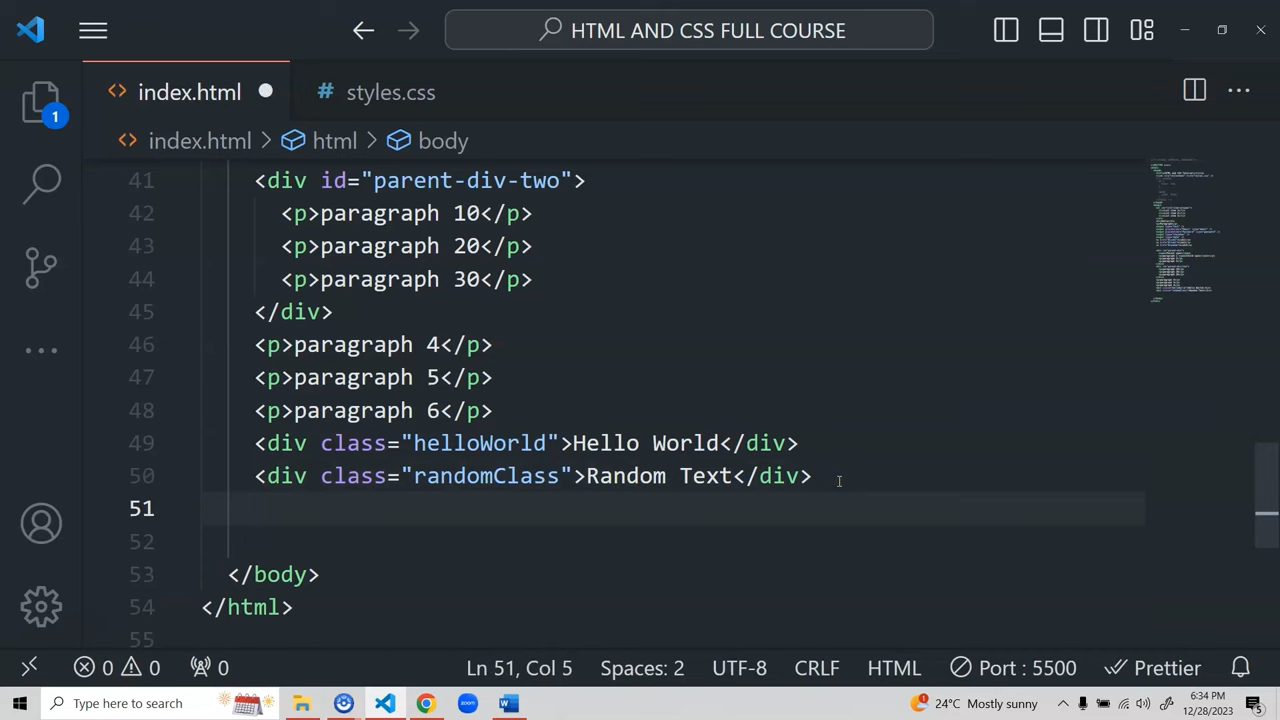 HTML AND CSS FULL COURSE
index.html
styles.css
1
index.html > html > body
41 <div id="parent-div-two">
42 <p>paragraph 10</p>
43 <p>paragraph 20</p>
44 <p>paragraph 30</p>
45 </div>
46 <p>paragraph 4</p>
47 <p>paragraph 5</p>
48 <p>paragraph 6</p>
49 <div class="helloWorld">Hello World</div>
50 <div class="randomClass">Random Text</div>
51
52
53 </body>
54 </html>
55
0 0 0 Ln 51, Col 5 Spaces: 2 UTF-8 CRLF HTML Port : 5500 Prettier
Type here to search
zoom
1 24°C Mostly sunny
6:34 PM
12/28/2023
5